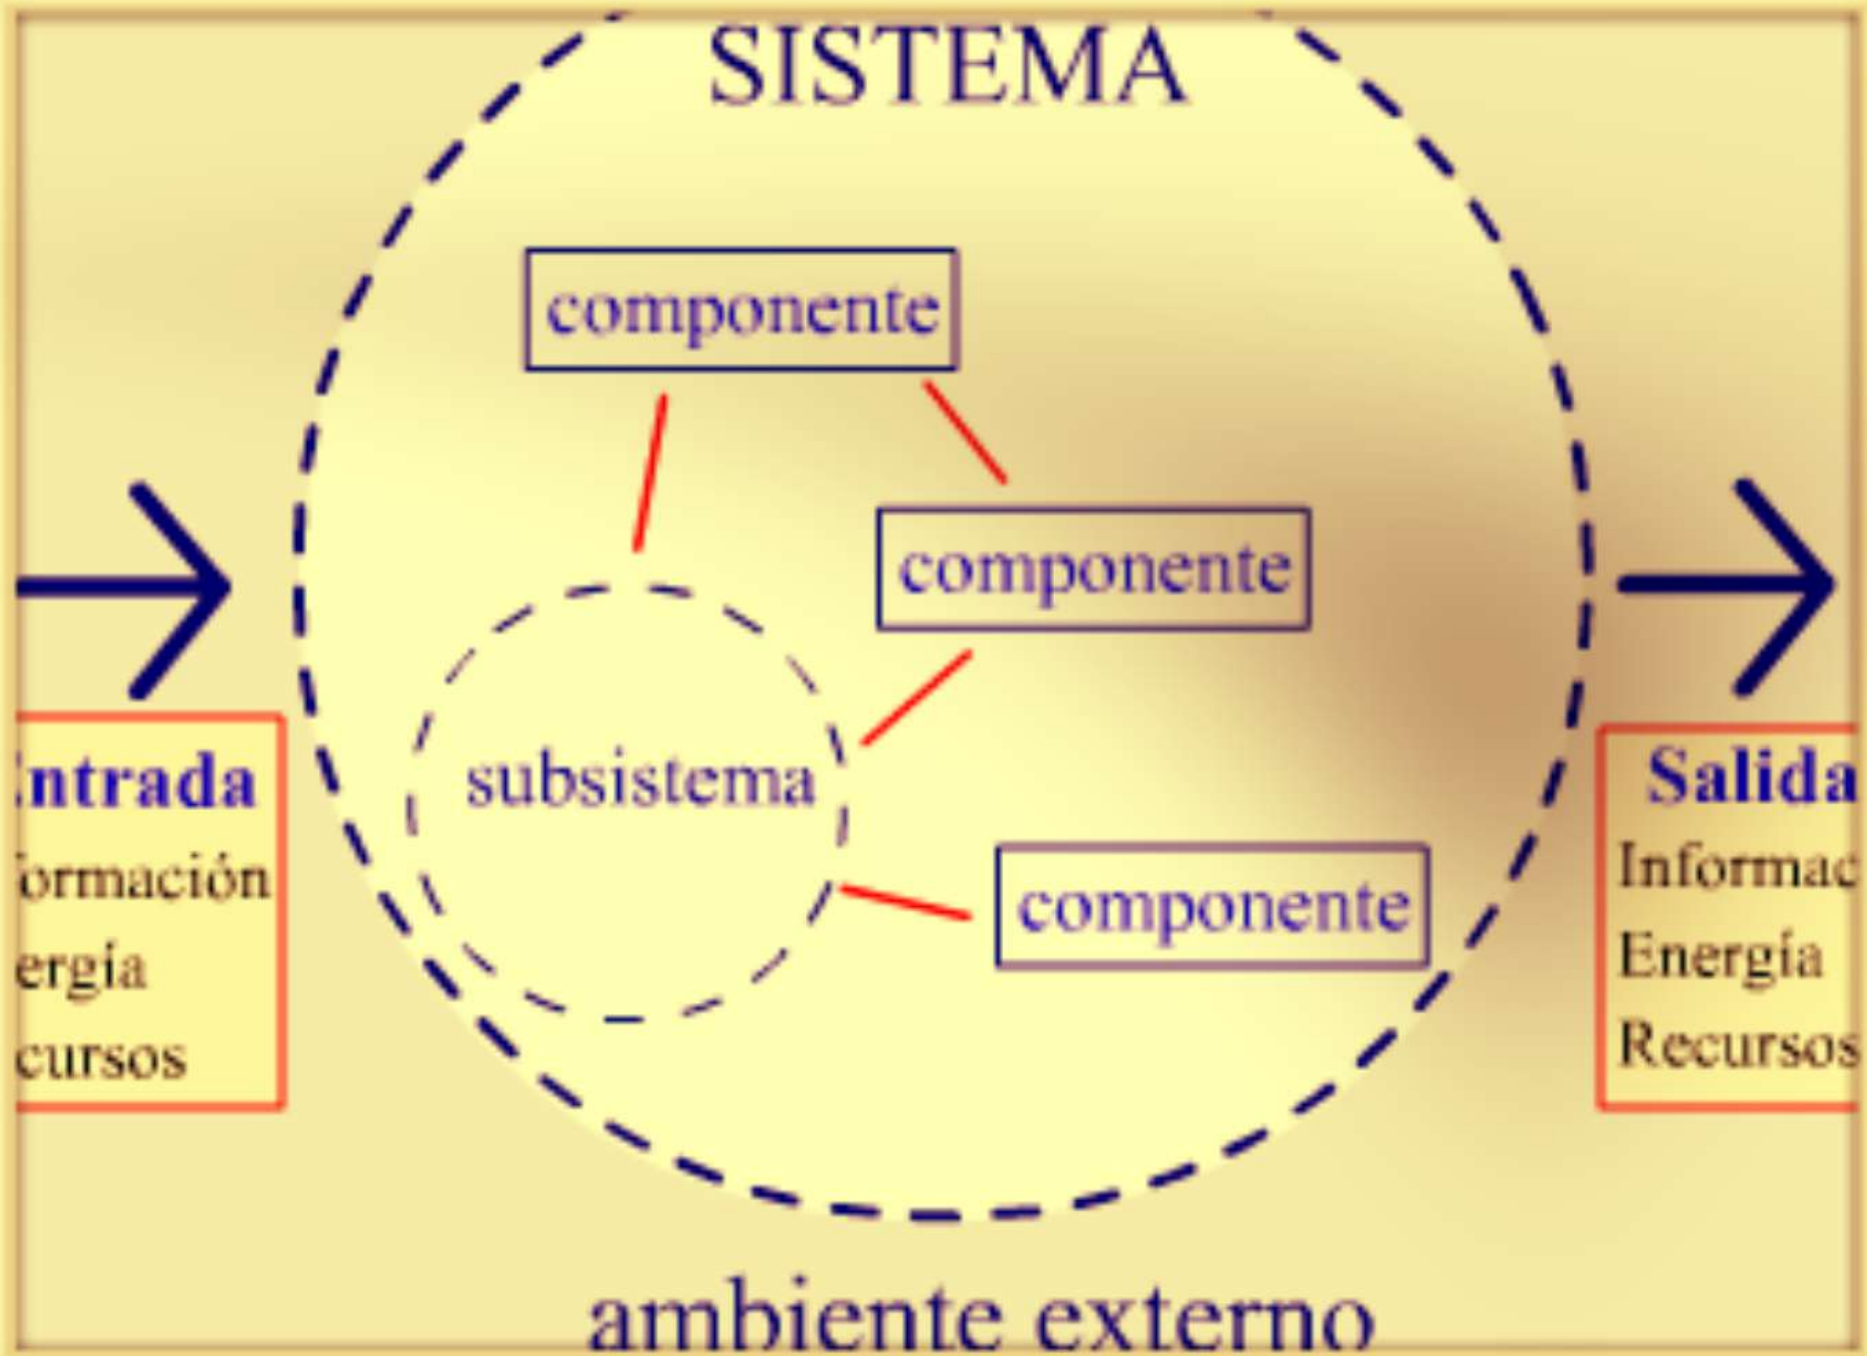 SISTEMA
componente
componente
subsistema
componente
ntrada
ormación
ergía
cursos
Salida
Informac
Energía
Recursos
ambiente externo